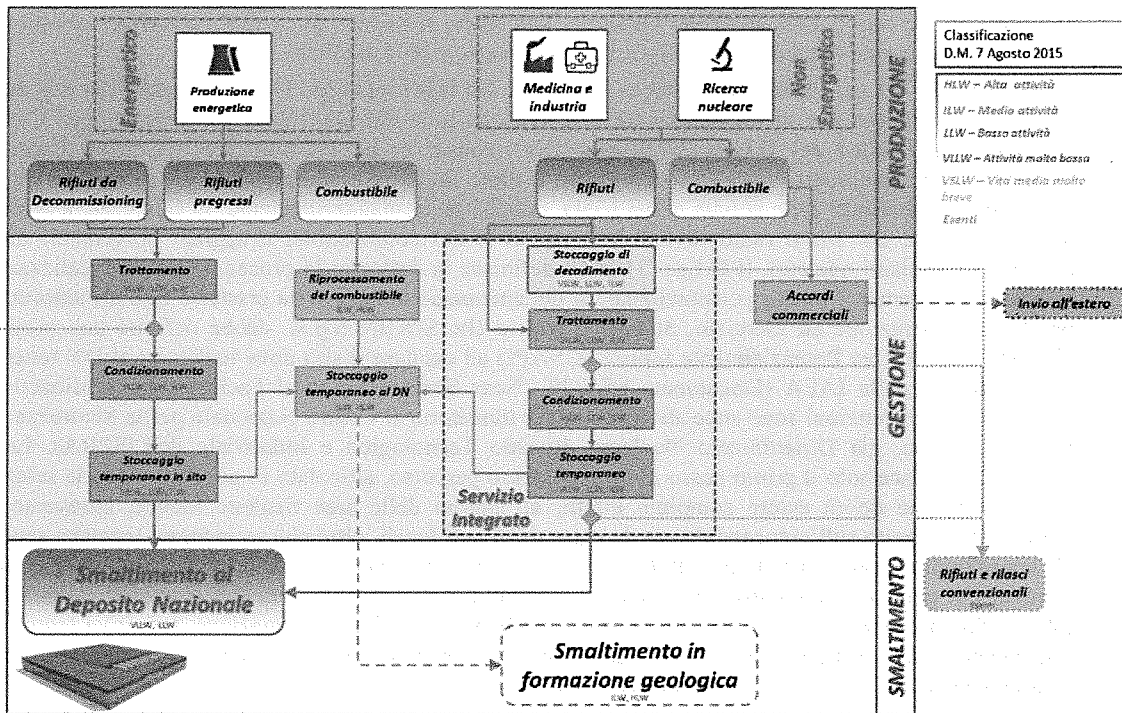 Energetico
Produzione
energetica
Medicina e
industria
Ricerca
nucleare
Non
Energetico
PRODUZIONE
Classificazione
D.M. 7 Agosto 2015
HLW – Alta attività
ILW – Media attività
LLW – Bassa attività
VLLW – Attività molto bassa
VSLW – Vita media molto
breve
Esenti
Rifiuti da
Decommissioning
Rifiuti
pregressi
Combustibile
Rifiuti
Combustibile
Trattamento
Riprocessamento
del combustibile
Stoccaggio di
decadimento
Trattamento
Accordi
commerciali
Invio all'estero
Condizionamento
Stoccaggio
temporaneo al DN
Condizionamento
GESTIONE
Stoccaggio
temporaneo in sito
Stoccaggio
temporaneo
Servizio
Integrato
Smaltimento al
Deposito Nazionale
VLLW, LLW
Rifiuti e rilasci
convenzionali
Smaltimento in
formazione geologica
ILW, HLW
SMALTIMENTO